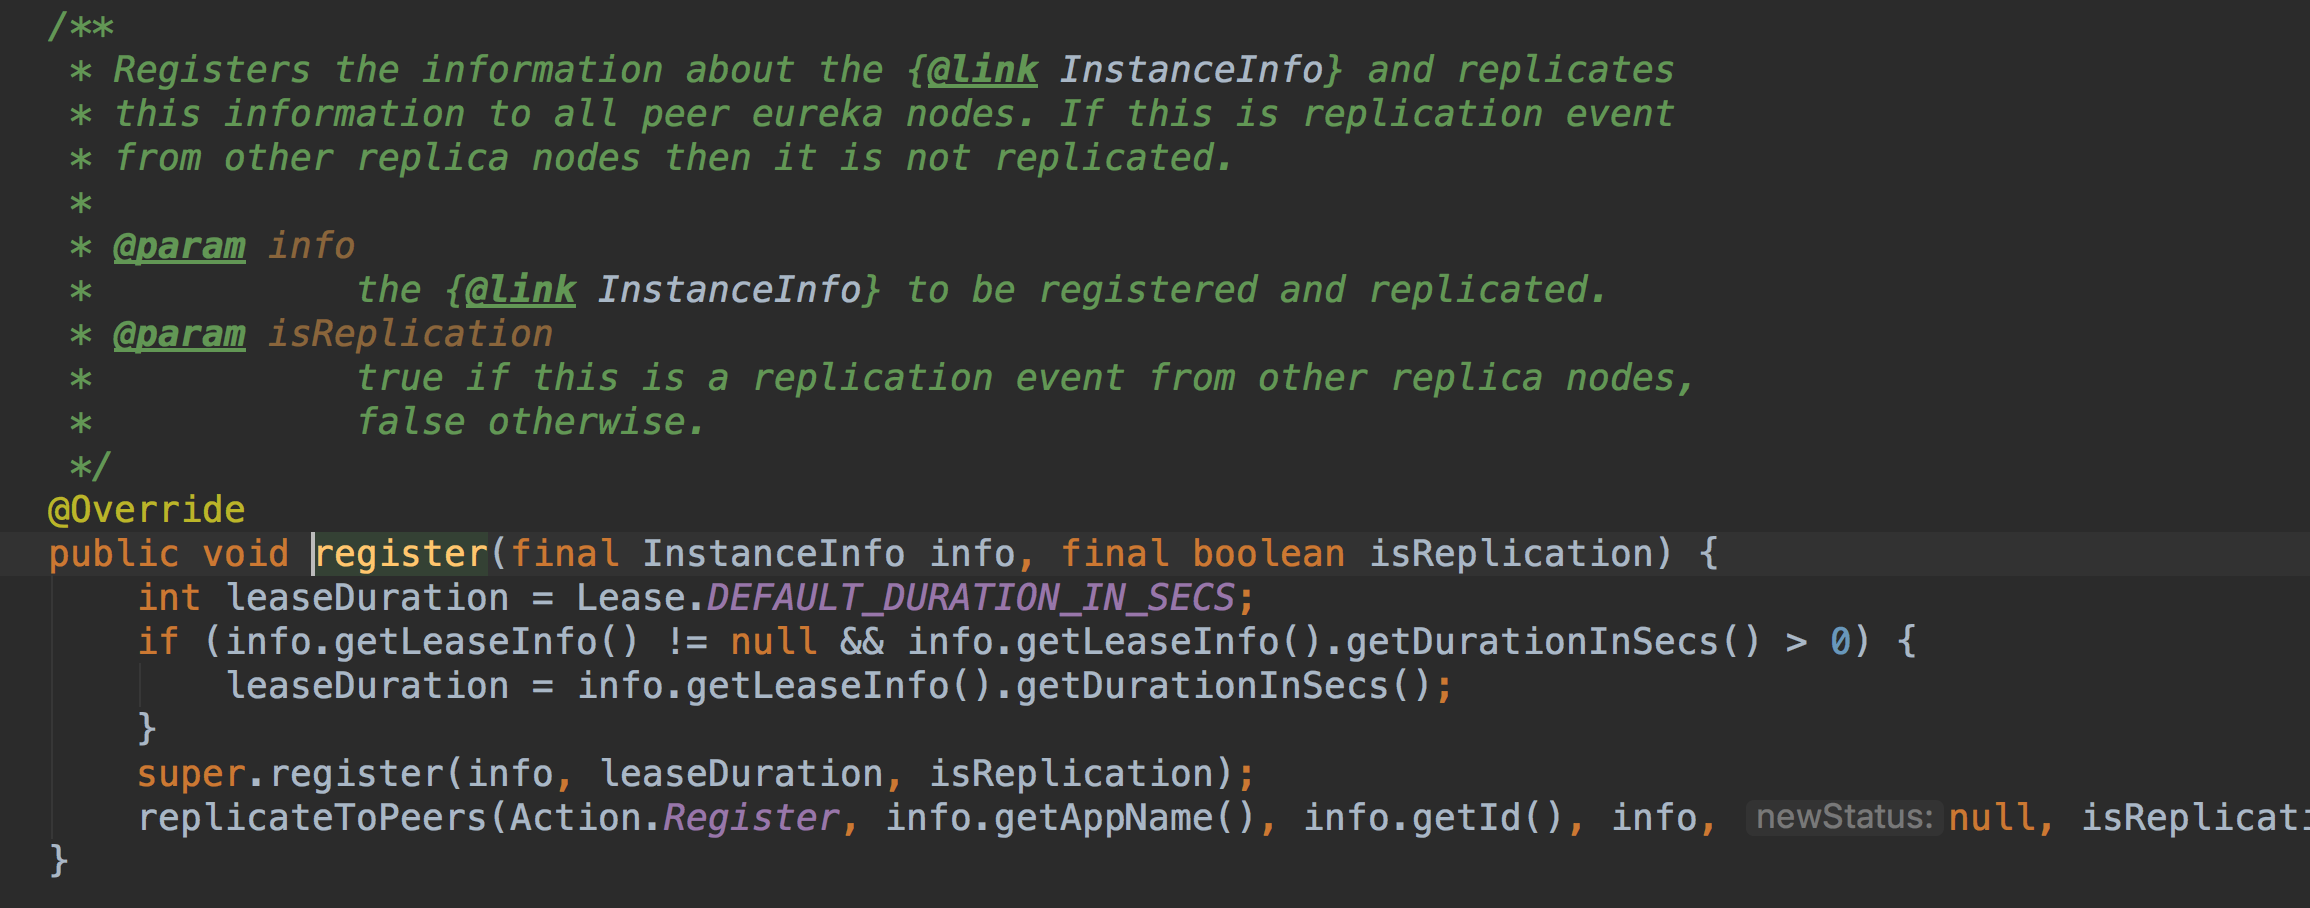 /**
 * Registers the information about the {@link InstanceInfo} and replicates
 * this information to all peer eureka nodes. If this is replication event
 * from other replica nodes then it is not replicated.
 *
 * @param info
 *            the {@link InstanceInfo} to be registered and replicated.
 * @param isReplication
 *            true if this is a replication event from other replica nodes,
 *            false otherwise.
 */
@Override
public void register(final InstanceInfo info, final boolean isReplication) {
    int leaseDuration = Lease.DEFAULT_DURATION_IN_SECS;
    if (info.getLeaseInfo() != null && info.getLeaseInfo().getDurationInSecs() > 0) {
        leaseDuration = info.getLeaseInfo().getDurationInSecs();
    }
    super.register(info, leaseDuration, isReplication);
    replicateToPeers(Action.Register, info.getAppName(), info.getId(), info, newStatus: null, isReplicati
}